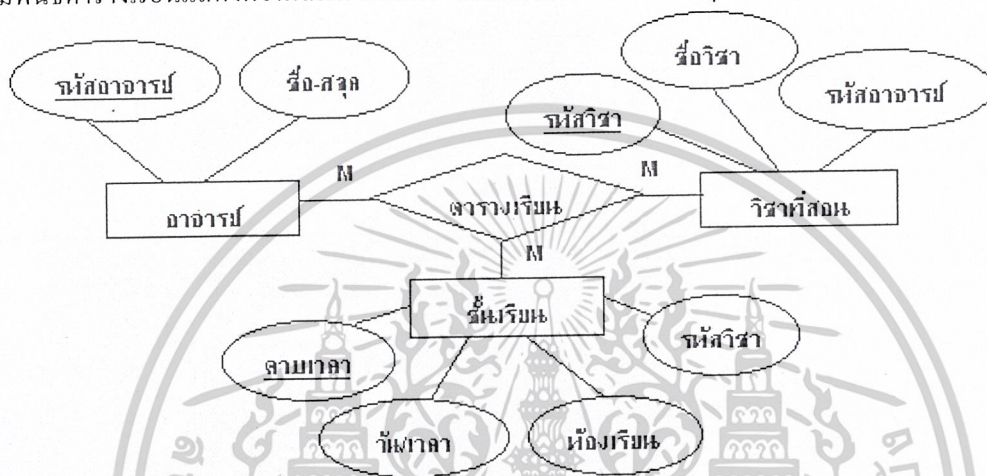 ชื่อวิชา
รหัสอาจารย์
ชื่อ-สกุล
รหัสอาจารย์
รหัสวิชา
M
M
อาจารย์
ตารางเรียน
วิชาที่สอน
M
ชั้นเรียน
รหัสวิชา
คาบเวลา
วัน/เวลา
ห้องเรียน